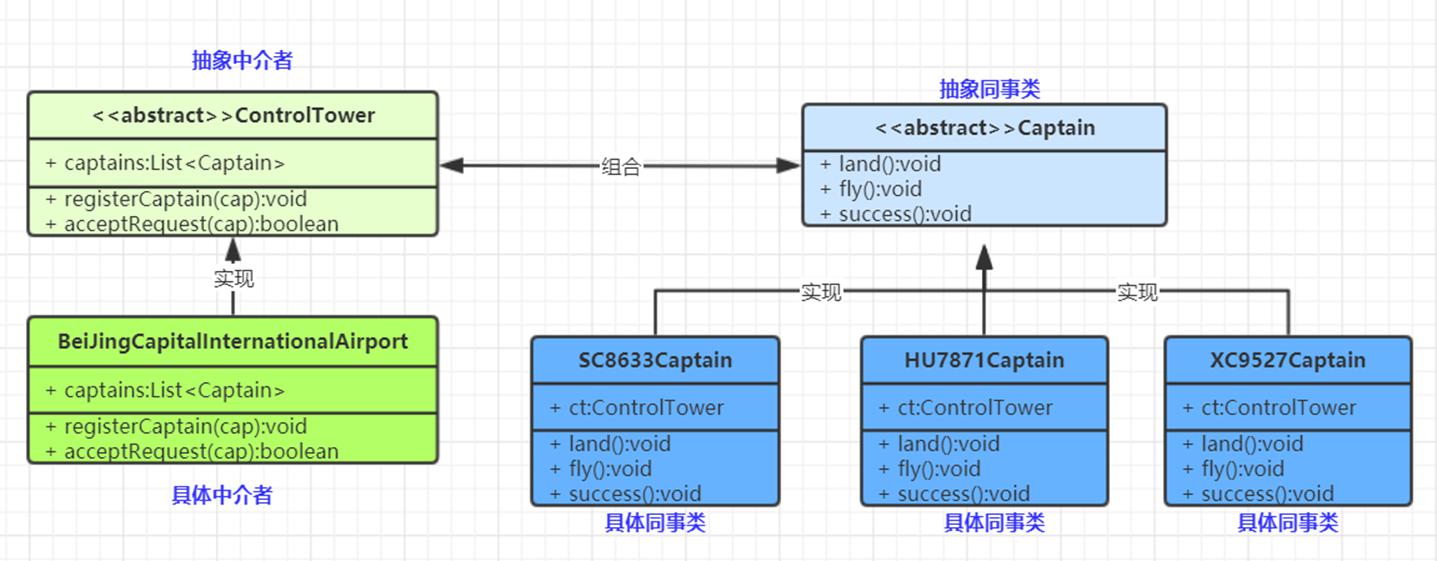 抽象中介者
<<abstract>>ControlTower
+ captains:List<Captain>
+ registerCaptain(cap):void
+ acceptRequest(cap):boolean
组合
抽象同事类
<<abstract>>Captain
+ land():void
+ fly():void
+ success():void
实现
BeiJingCapitalInternationalAirport
+ captains:List<Captain>
+ registerCaptain(cap):void
+ acceptRequest(cap):boolean
具体中介者
实现
实现
SC8633Captain
+ ct:ControlTower
+ land():void
+ fly():void
+ success():void
具体同事类
HU7871Captain
+ ct:ControlTower
+ land():void
+ fly():void
+ success():void
具体同事类
XC9527Captain
+ ct:ControlTower
+ land():void
+ fly():void
+ success():void
具体同事类